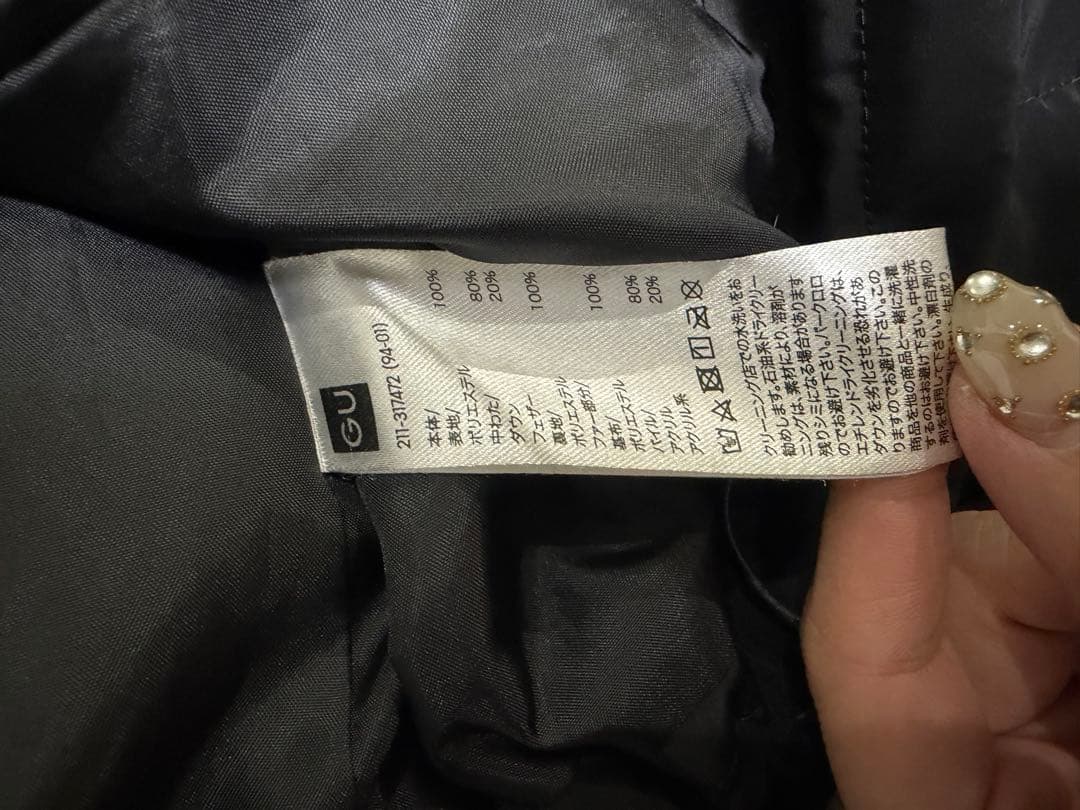 GU
211-317472 (94-01)
本体/
表地/
ポリエステル 100%
中わた/
ダウン 80%
フェザー 20%
裏地/
ポリエステル 100%
ファー部分/
基布/
ポリエステル 100%
パイル/
アクリル 80%
アクリル系 20%
クリーニング店での水洗いをお
勧めします。石油系ドライクリー
ニングは、素材により、溶剤が
残りシミになる場合があります
のでお避け下さい。パークロロ
エチレンドライクリーニングは、
ダウンを劣化させる恐れがあ
りますのでお避け下さい。この
商品を他の商品と一緒に洗濯
するのはお避け下さい。中性洗
剤を使用して下さい。漂白剤の